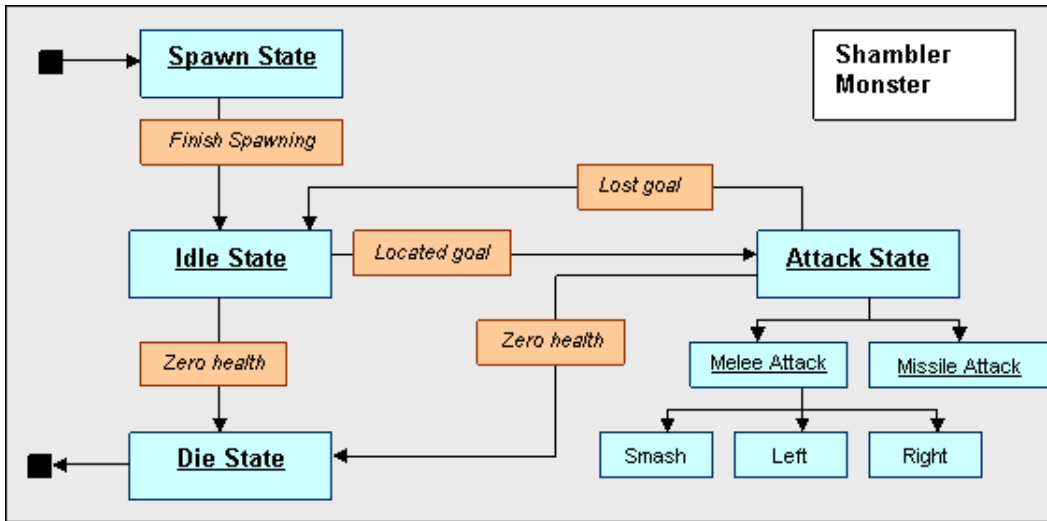 Spawn State
Shambler
Monster
Finish Spawning
Lost goal
Idle State
Located goal
Attack State
Zero health
Zero health
Melee Attack
Missile Attack
Die State
Smash
Left
Right